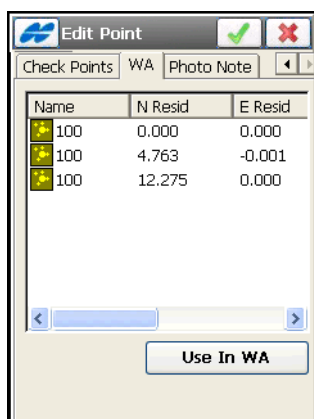 Edit Point
Check Points WA Photo Note
Name N Resid E Resid
100 0.000 0.000
100 4.763 -0.001
100 12.275 0.000
Use In WA